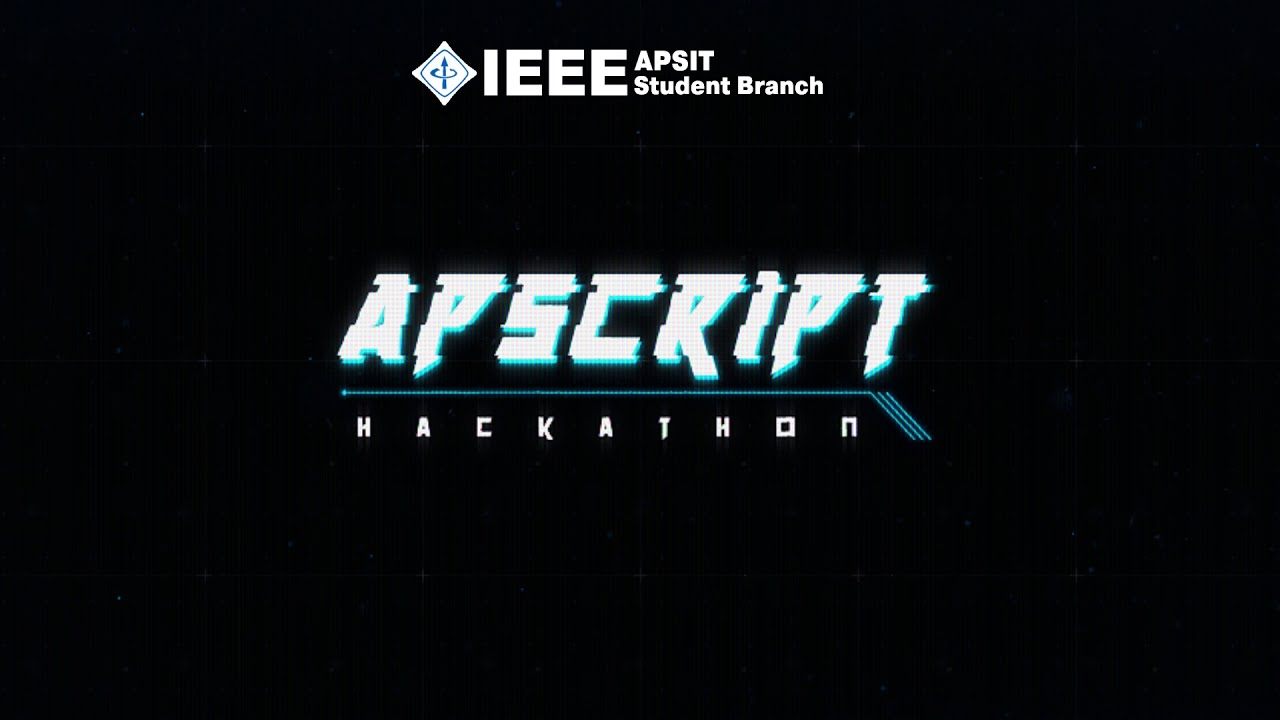 IEEE APSIT
Student Branch
APSCRIPT
HACKATHON